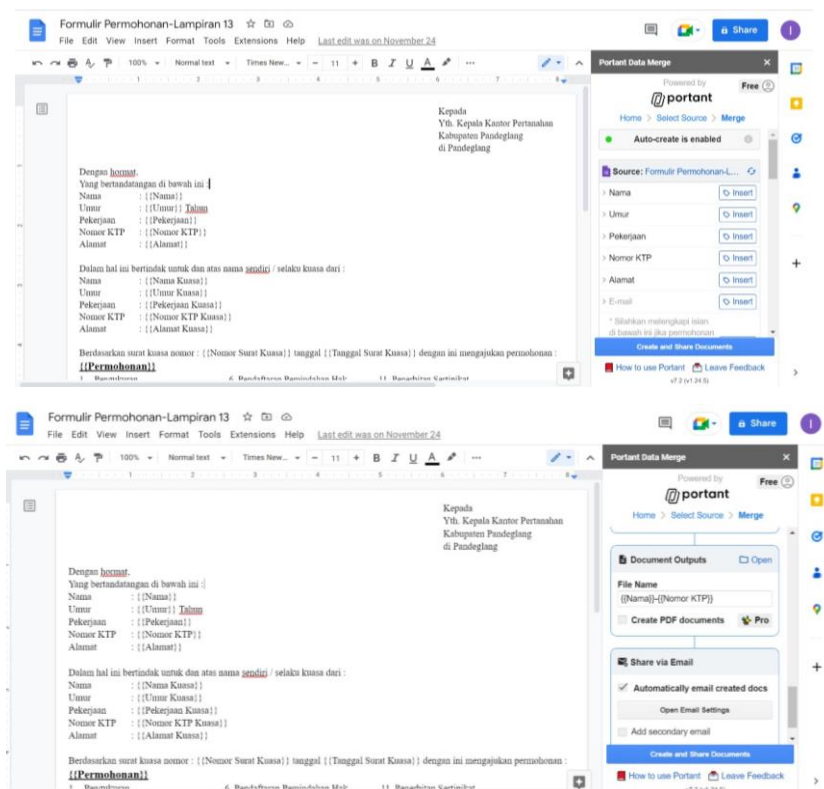 Formulir Permohonan-Lampiran 13
File Edit View Insert Format Tools Extensions Help Last edit was on November 24
Share
I
100% Normal text Times New... - 11 + B I U A
Kepada
Yth. Kepala Kantor Pertanahan
Kabupaten Pandeglang
di Pandeglang
Dengan hormat,
Yang bertandatangan di bawah ini :
Nama : {{Nama}}
Umur : {{Umur}} Tahun
Pekerjaan : {{Pekerjaan}}
Nomor KTP : {{Nomor KTP}}
Alamat : {{Alamat}}
Dalam hal ini bertindak untuk dan atas nama sendiri / selaku kuasa dari :
Nama : {{Nama Kuasa}}
Umur : {{Umur Kuasa}}
Pekerjaan : {{Pekerjaan Kuasa}}
Nomor KTP : {{Nomor KTP Kuasa}}
Alamat : {{Alamat Kuasa}}
Berdasarkan surat kuasa nomor : {{Nomor Surat Kuasa}} tanggal {{Tanggal Surat Kuasa}} dengan ini mengajukan permohonan :
{{Permohonan}}
1. Pengukuran 6. Pendaftaran Pemindahan Hak 11. Penerbitan Sertipikat
Portant Data Merge
Powered by
portant
Free
Home > Select Source > Merge
Auto-create is enabled
Source: Formulir Permohonan-L...
Nama Insert
Umur Insert
Pekerjaan Insert
Nomor KTP Insert
Alamat Insert
E-mail Insert
* Silahkan melengkapi isian
di bawah ini jika permohonan
Create and Share Documents
How to use Portant Leave Feedback
v7.2 (v1.24.5)
Formulir Permohonan-Lampiran 13
File Edit View Insert Format Tools Extensions Help Last edit was on November 24
Share
I
100% Normal text Times New... - 11 + B I U A
Kepada
Yth. Kepala Kantor Pertanahan
Kabupaten Pandeglang
di Pandeglang
Dengan hormat,
Yang bertandatangan di bawah ini :
Nama : {{Nama}}
Umur : {{Umur}} Tahun
Pekerjaan : {{Pekerjaan}}
Nomor KTP : {{Nomor KTP}}
Alamat : {{Alamat}}
Dalam hal ini bertindak untuk dan atas nama sendiri / selaku kuasa dari :
Nama : {{Nama Kuasa}}
Umur : {{Umur Kuasa}}
Pekerjaan : {{Pekerjaan Kuasa}}
Nomor KTP : {{Nomor KTP Kuasa}}
Alamat : {{Alamat Kuasa}}
Berdasarkan surat kuasa nomor : {{Nomor Surat Kuasa}} tanggal {{Tanggal Surat Kuasa}} dengan ini mengajukan permohonan :
{{Permohonan}}
1. Pengukuran 6. Pendaftaran Pemindahan Hak 11. Penerbitan Sertipikat
Portant Data Merge
Powered by
portant
Free
Home > Select Source > Merge
Document Outputs Open
File Name
{{Nama}}-{{Nomor KTP}}
Create PDF documents Pro
Share via Email
Automatically email created docs
Open Email Settings
Add secondary email
Create and Share Documents
How to use Portant Leave Feedback